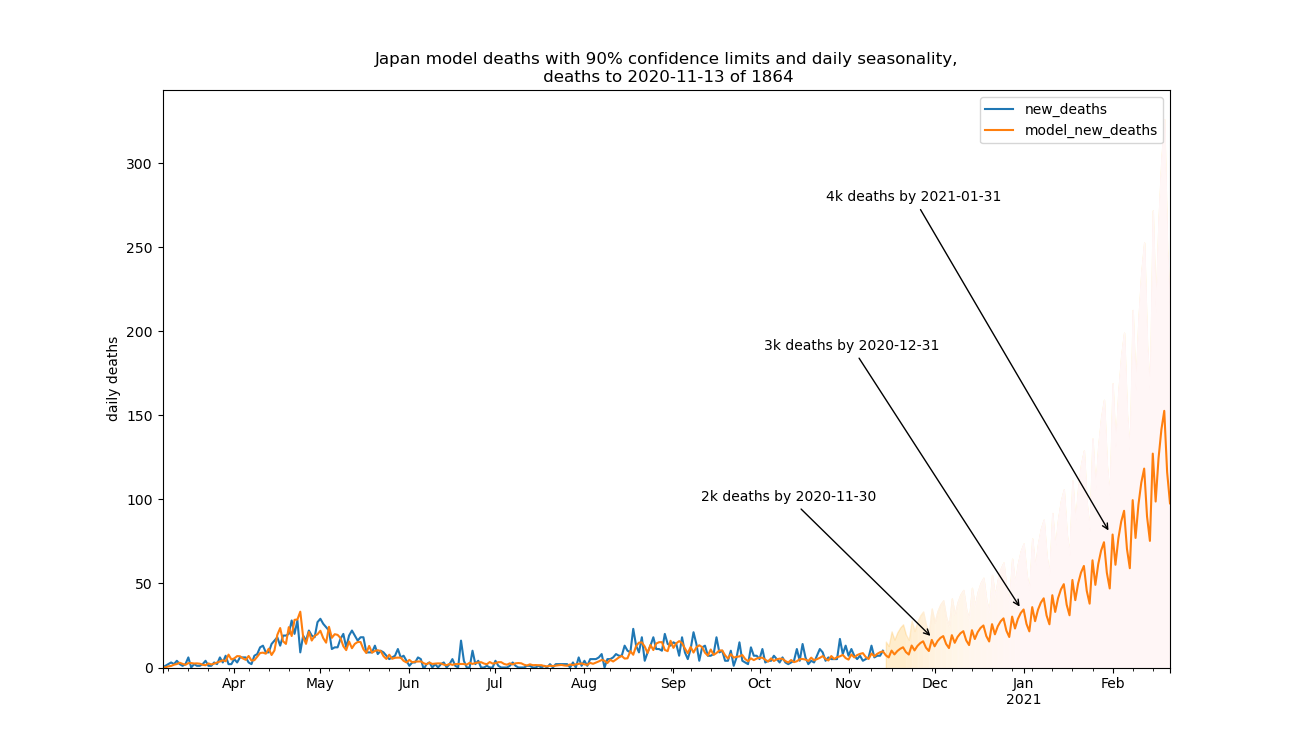 Japan model deaths with 90% confidence limits and daily seasonality,
deaths to 2020-11-13 of 1864
new_deaths
model_new_deaths
300
250
200
150
100
50
0
daily deaths
4k deaths by 2021-01-31
3k deaths by 2020-12-31
2k deaths by 2020-11-30
Apr May Jun Jul Aug Sep Oct Nov Dec Jan Feb
2021